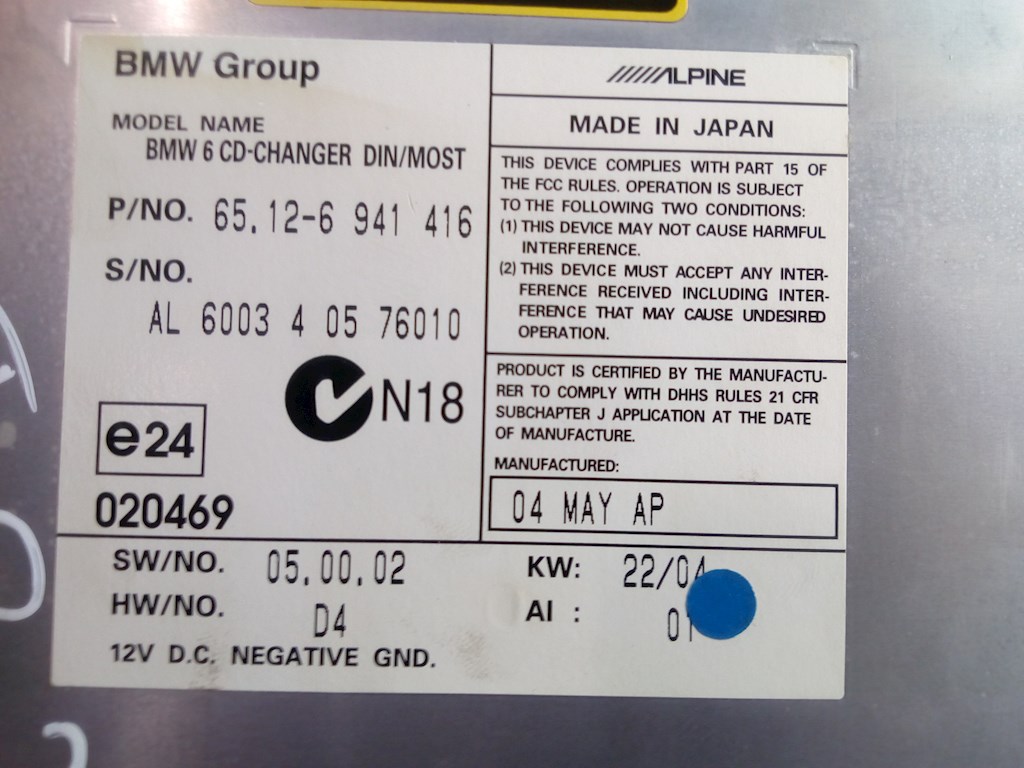 BMW Group
MODEL NAME
BMW 6 CD-CHANGER DIN/MOST
P/NO. 65.12-6 941 416
S/NO.
AL 6003 4 05 76010
N18
e24
020469
ALPINE
MADE IN JAPAN
THIS DEVICE COMPLIES WITH PART 15 OF
THE FCC RULES. OPERATION IS SUBJECT
TO THE FOLLOWING TWO CONDITIONS:
(1) THIS DEVICE MAY NOT CAUSE HARMFUL
INTERFERENCE.
(2) THIS DEVICE MUST ACCEPT ANY INTER-
FERENCE RECEIVED INCLUDING INTER-
FERENCE THAT MAY CAUSE UNDESIRED
OPERATION.
PRODUCT IS CERTIFIED BY THE MANUFACTU-
RER TO COMPLY WITH DHHS RULES 21 CFR
SUBCHAPTER J APPLICATION AT THE DATE
OF MANUFACTURE.
MANUFACTURED:
04 MAY AP
SW/NO. 05.00.02
HW/NO. D4
12V D.C. NEGATIVE GND.
KW: 22/04
AI : 01